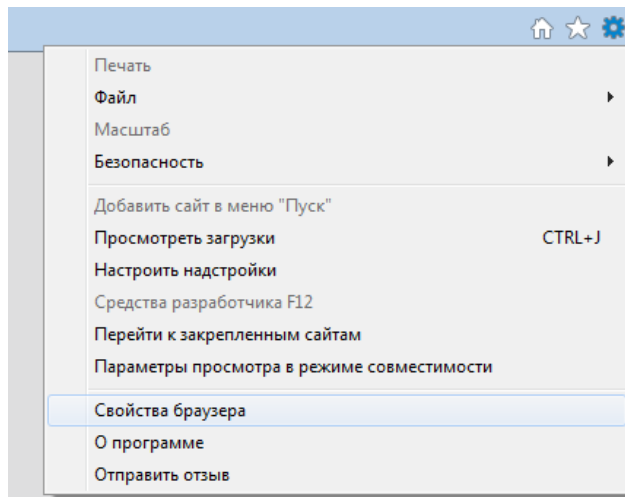 Печать
Файл
Масштаб
Безопасность
Добавить сайт в меню "Пуск"
Просмотреть загрузки CTRL+J
Настроить надстройки
Средства разработчика F12
Перейти к закрепленным сайтам
Параметры просмотра в режиме совместимости
Свойства браузера
О программе
Отправить отзыв